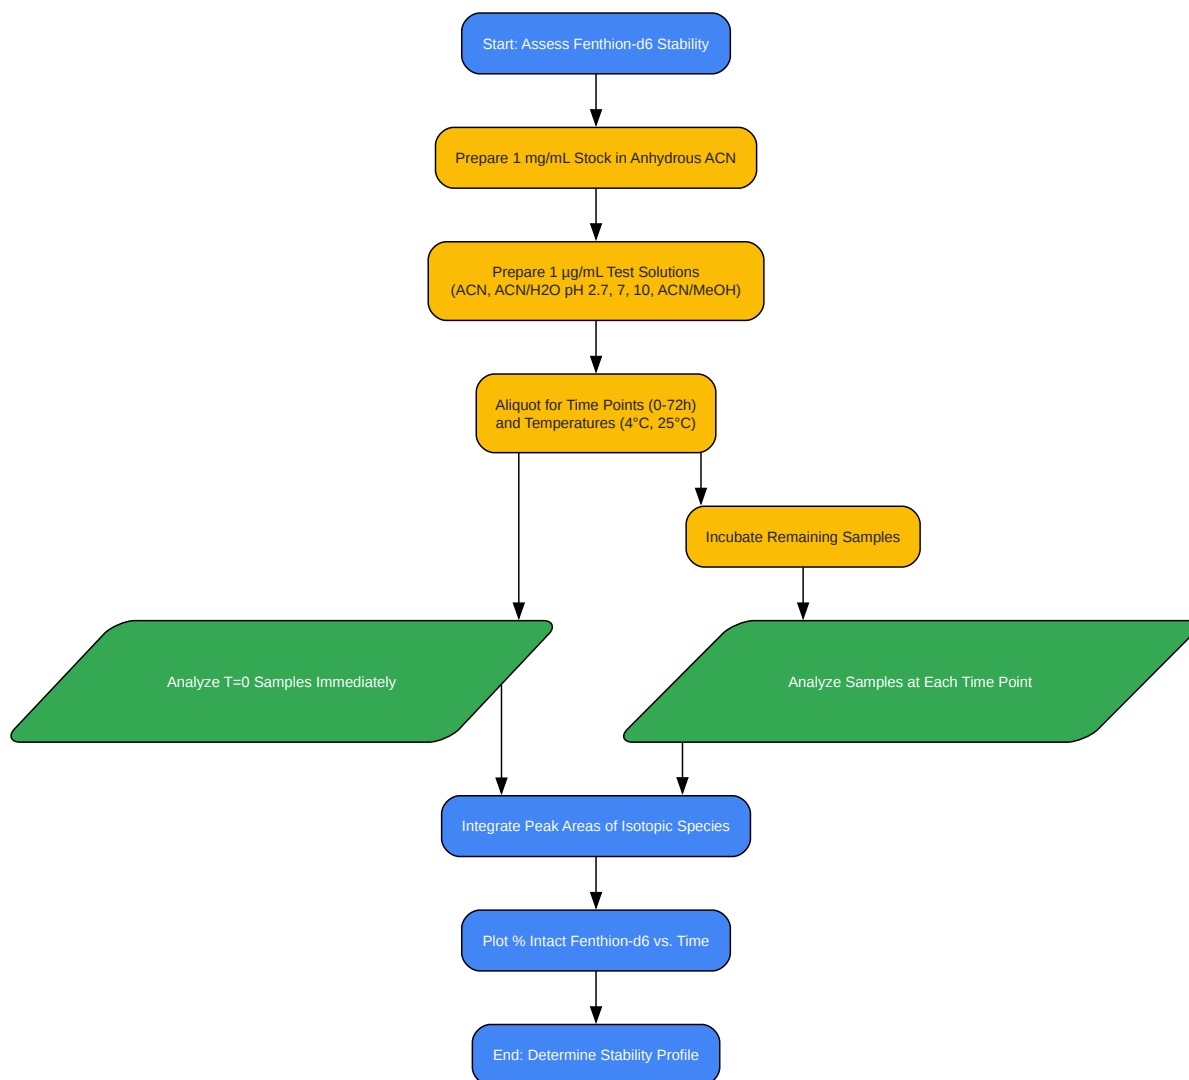 Start: Assess Fenthion-d6 Stability
Prepare 1 mg/mL Stock in Anhydrous ACN
Prepare 1 µg/mL Test Solutions
(ACN, ACN/H2O pH 2.7, 7, 10, ACN/MeOH)
Aliquot for Time Points (0-72h)
and Temperatures (4°C, 25°C)
Incubate Remaining Samples
Analyze T=0 Samples Immediately
Analyze Samples at Each Time Point
Integrate Peak Areas of Isotopic Species
Plot % Intact Fenthion-d6 vs. Time
End: Determine Stability Profile